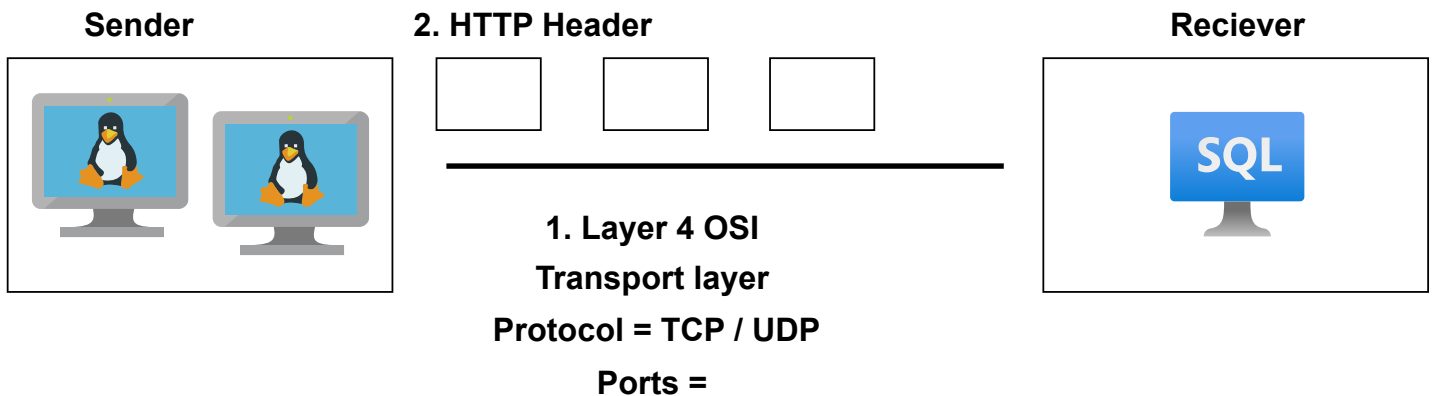 Sender
2. HTTP Header
Reciever
SQL
1. Layer 4 OSI
Transport layer
Protocol = TCP / UDP
Ports =